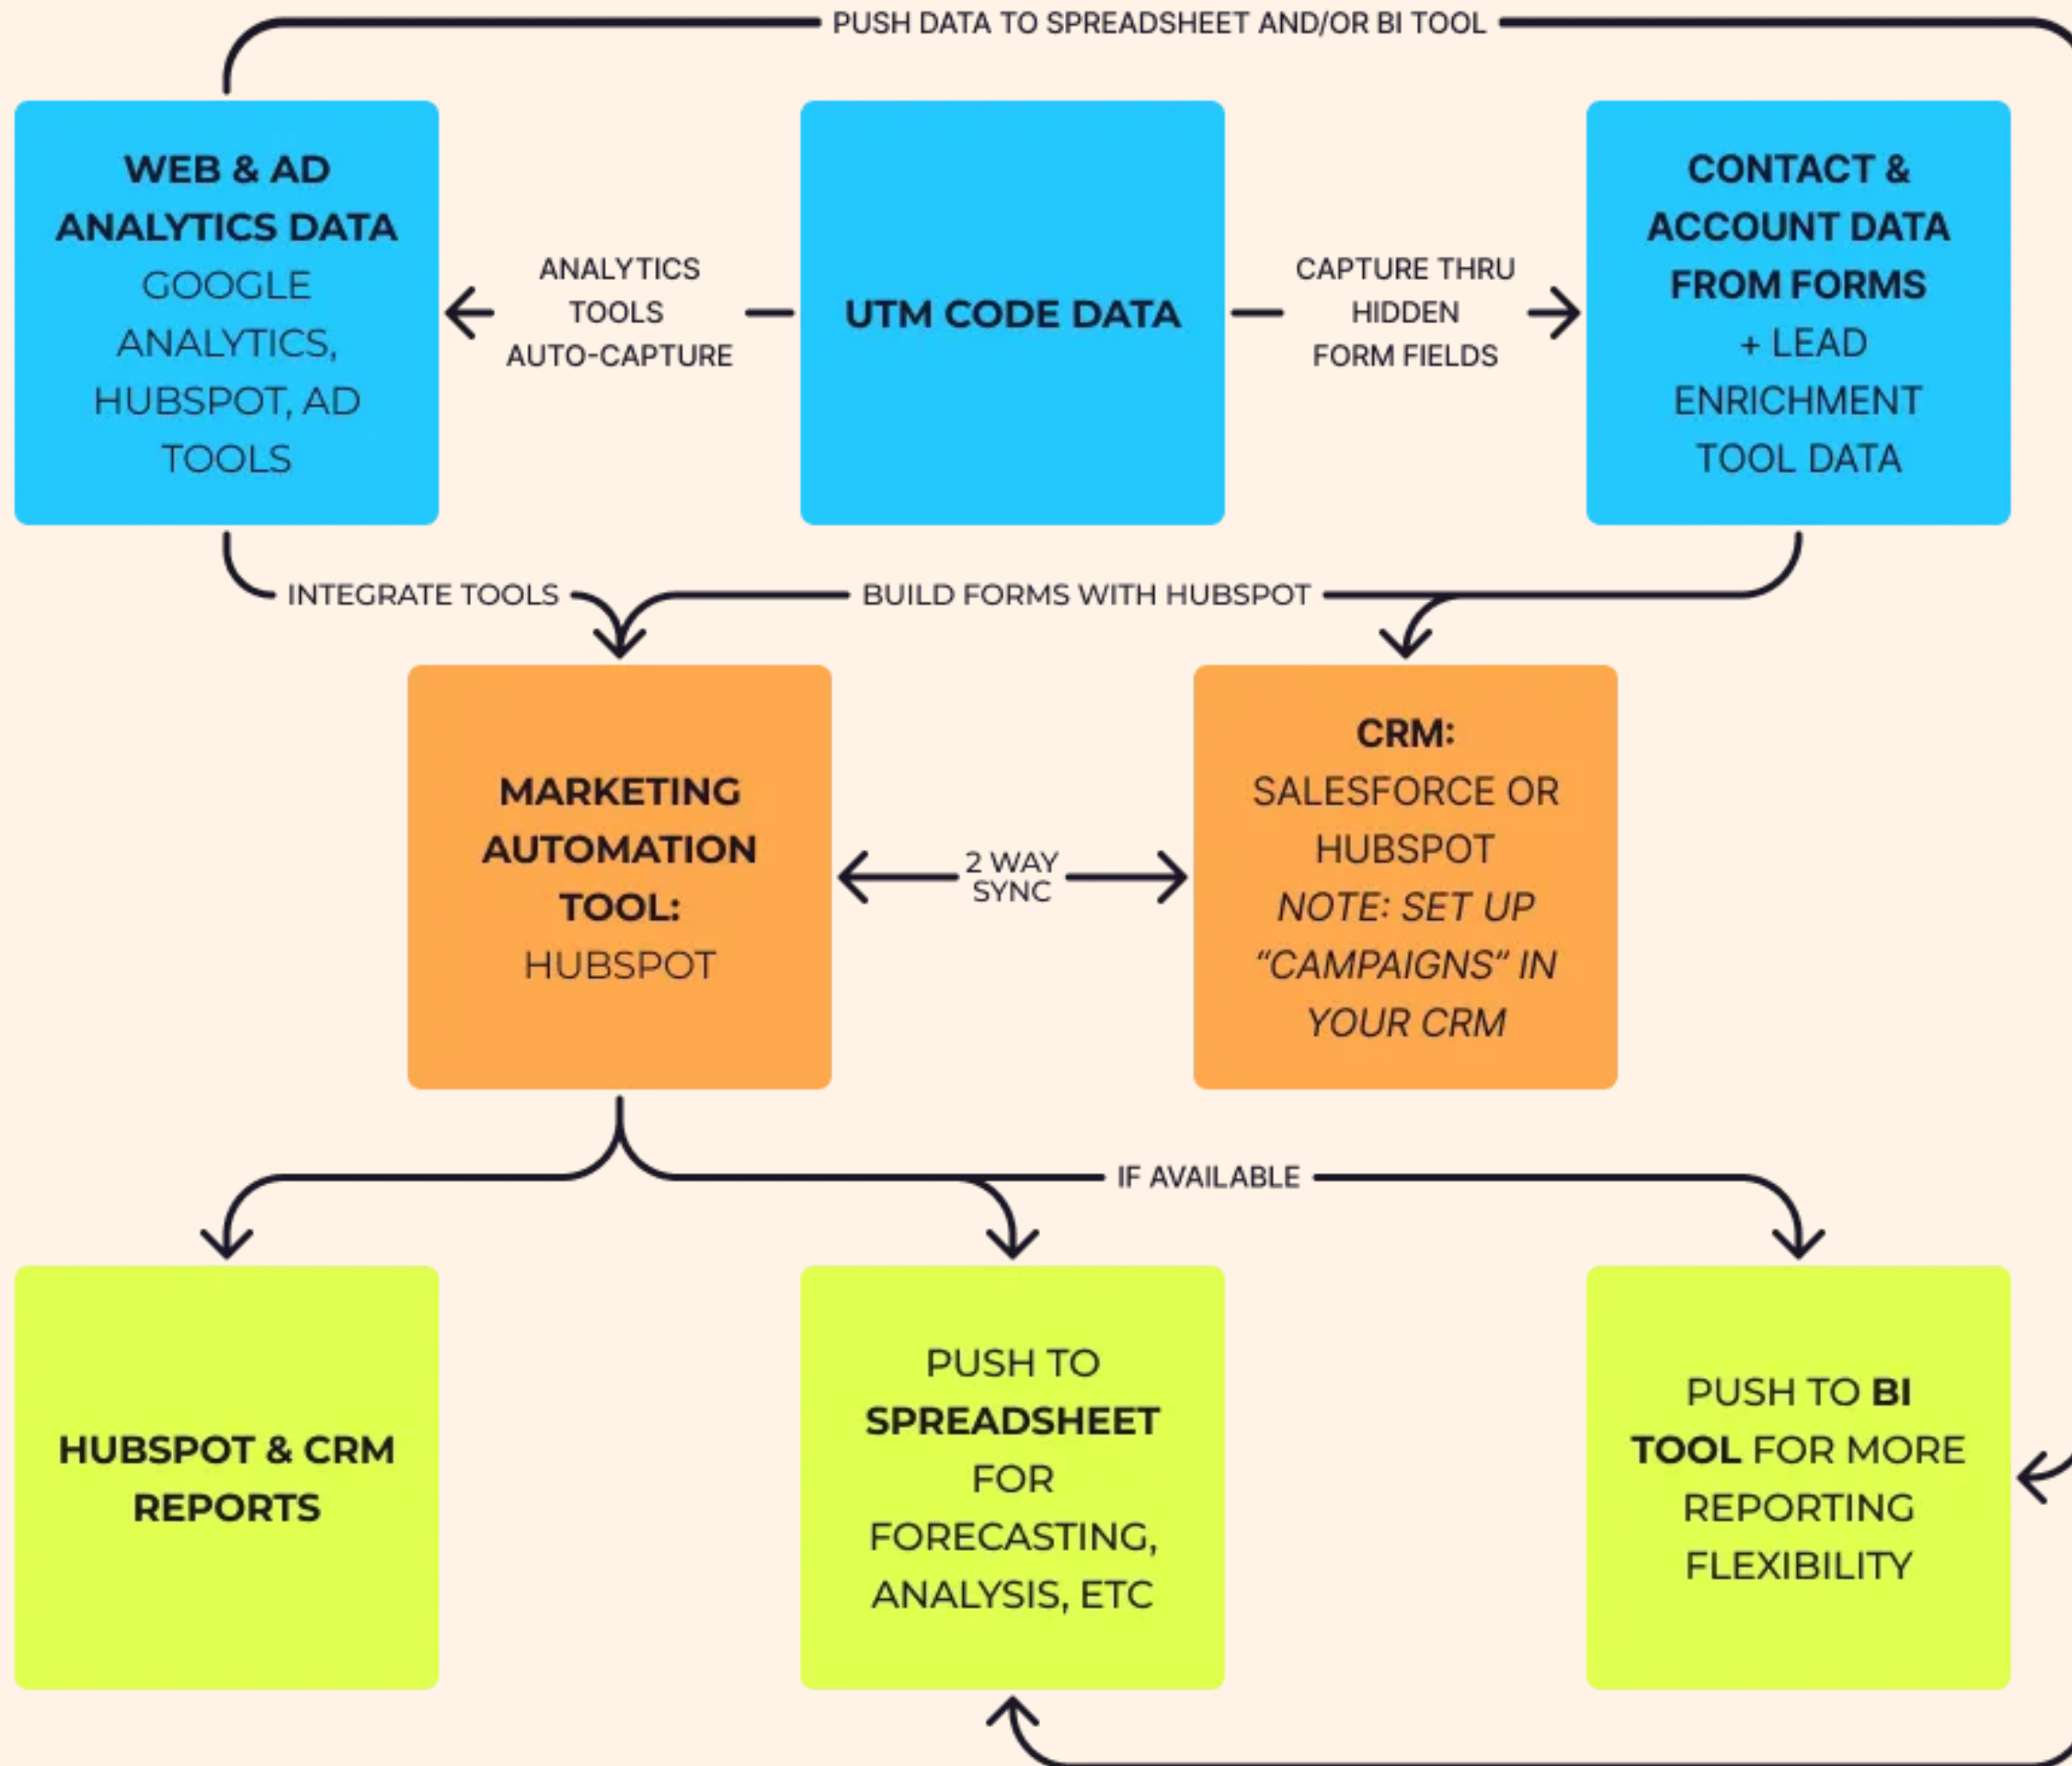 PUSH DATA TO SPREADSHEET AND/OR BI TOOL
WEB & AD
ANALYTICS DATA
GOOGLE
ANALYTICS,
HUBSPOT, AD
TOOLS
ANALYTICS
TOOLS
AUTO-CAPTURE
UTM CODE DATA
CAPTURE THRU
HIDDEN
FORM FIELDS
CONTACT &
ACCOUNT DATA
FROM FORMS
+ LEAD
ENRICHMENT
TOOL DATA
INTEGRATE TOOLS
BUILD FORMS WITH HUBSPOT
MARKETING
AUTOMATION
TOOL:
HUBSPOT
2 WAY
SYNC
CRM:
SALESFORCE OR
HUBSPOT
NOTE: SET UP
“CAMPAIGNS” IN
YOUR CRM
IF AVAILABLE
HUBSPOT & CRM
REPORTS
PUSH TO
SPREADSHEET
FOR
FORECASTING,
ANALYSIS, ETC
PUSH TO BI
TOOL FOR MORE
REPORTING
FLEXIBILITY